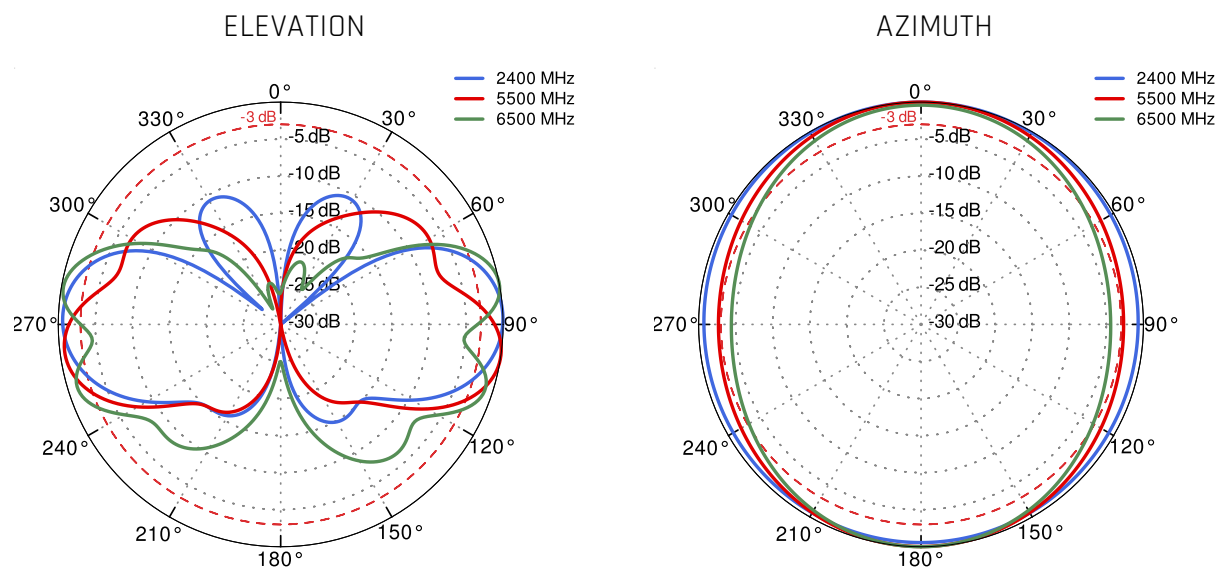 ELEVATION
2400 MHz
5500 MHz
6500 MHz
0°
330°
30°
-3 dB
-5 dB
-10 dB
300°
60°
-15 dB
-20 dB
-25 dB
270°
-30 dB
90°
240°
120°
210°
150°
180°
AZIMUTH
2400 MHz
5500 MHz
6500 MHz
0°
330°
30°
-3 dB
-5 dB
-10 dB
300°
60°
-15 dB
-20 dB
-25 dB
270°
-30 dB
90°
240°
120°
210°
150°
180°